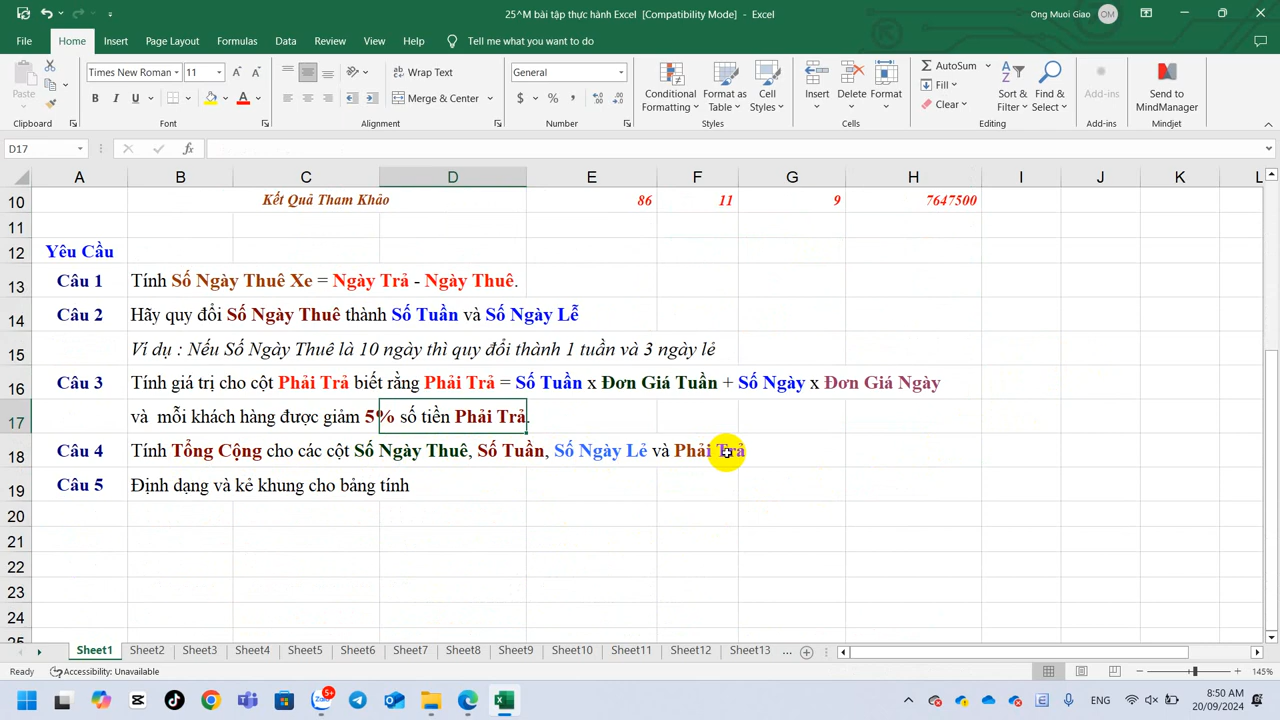 25^M bài tập thực hành Excel [Compatibility Mode] - Excel
Ong Muoi Giao OM
File Home Insert Page Layout Formulas Data Review View Help Tell me what you want to do
Times New Roman 11 Wrap Text General AutoSum
Paste B I U A Merge & Center $ % , Conditional Formatting Format as Table Cell Styles Insert Delete Format Fill Clear Sort & Filter Find & Select Add-ins Send to MindManager
Clipboard Font Alignment Number Styles Cells Editing Add-ins Mindjet
D17 fx
A B C D E F G H I J K L
10 Kết Quả Tham Khảo 86 11 9 7647500
11
12 Yêu Cầu
13 Câu 1 Tính Số Ngày Thuê Xe = Ngày Trả - Ngày Thuê.
14 Câu 2 Hãy quy đổi Số Ngày Thuê thành Số Tuần và Số Ngày Lễ
15 Ví dụ : Nếu Số Ngày Thuê là 10 ngày thì quy đổi thành 1 tuần và 3 ngày lẻ
16 Câu 3 Tính giá trị cho cột Phải Trả biết rằng Phải Trả = Số Tuần x Đơn Giá Tuần + Số Ngày x Đơn Giá Ngày
17 và mỗi khách hàng được giảm 5% số tiền Phải Trả.
18 Câu 4 Tính Tổng Cộng cho các cột Số Ngày Thuê, Số Tuần, Số Ngày Lẻ và Phải Trả
19 Câu 5 Định dạng và kẻ khung cho bảng tính
20
21
22
23
24
25
Sheet1 Sheet2 Sheet3 Sheet4 Sheet5 Sheet6 Sheet7 Sheet8 Sheet9 Sheet10 Sheet11 Sheet12 Sheet13 ...
Ready Accessibility: Unavailable 145%
Zalo 5+ ENG 8:50 AM
20/09/2024